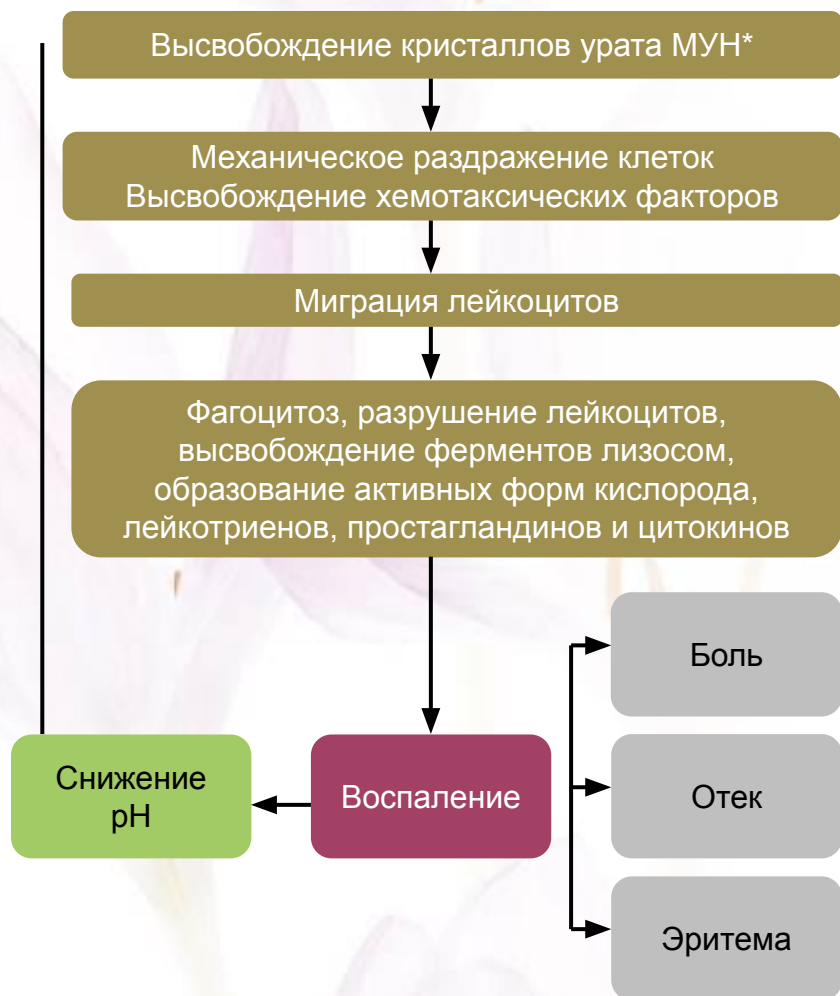 Высвобождение кристаллов урата МУН*
Механическое раздражение клеток
Высвобождение хемотаксических факторов
Миграция лейкоцитов
Фагоцитоз, разрушение лейкоцитов,
высвобождение ферментов лизосом,
образование активных форм кислорода,
лейкотриенов, простагландинов и цитокинов
Боль
Снижение
pH
Воспаление
Отек
Эритема